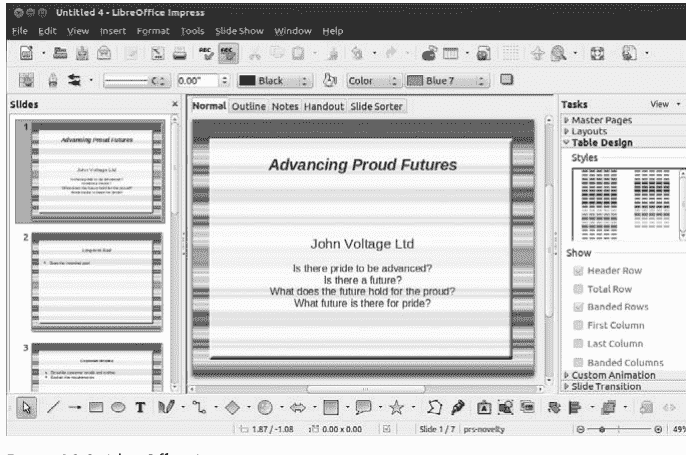 Untitled 4 - LibreOffice Impress
File Edit View Insert Format Tools Slide Show Window Help
0.00" Black Color Blue 7
Slides
Normal Outline Notes Handout Slide Sorter
Tasks View
1
Advancing Proud Futures
John Voltage Ltd
2
3
Advancing Proud Futures
John Voltage Ltd
Is there pride to be advanced?
Is there a future?
What does the future hold for the proud?
What future is there for pride?
Master Pages
Layouts
Table Design
Styles
Show
Header Row
Total Row
Banded Rows
First Column
Last Column
Banded Columns
Custom Animation
Slide Transition
1.87 / -1.08 0.00 x 0.00 Slide 1 / 7 prs-novelty 49%